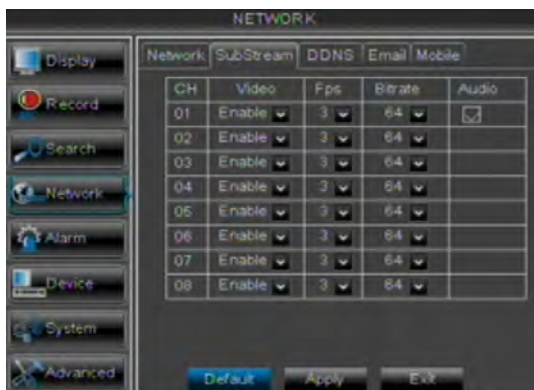 NETWORK
Display
Record
Search
Network
Alarm
Device
System
Advanced
Network SubStream DDNS Email Mobile
CH Video Fps Bitrate Audio
01 Enable 3 64
02 Enable 3 64
03 Enable 3 64
04 Enable 3 64
05 Enable 3 64
06 Enable 3 64
07 Enable 3 64
08 Enable 3 64
Default Apply Exit